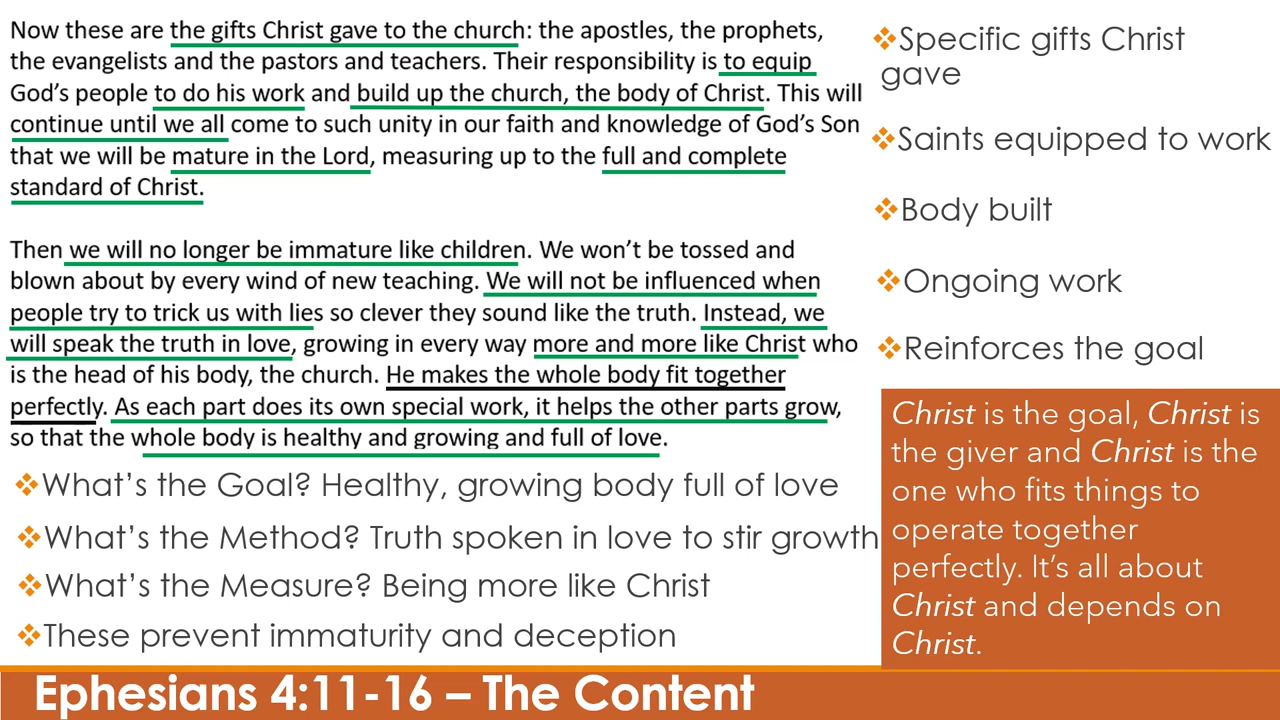 Now these are the gifts Christ gave to the church: the apostles, the prophets,
the evangelists and the pastors and teachers. Their responsibility is to equip
God's people to do his work and build up the church, the body of Christ. This will
continue until we all come to such unity in our faith and knowledge of God's Son
that we will be mature in the Lord, measuring up to the full and complete
standard of Christ.
Then we will no longer be immature like children. We won't be tossed and
blown about by every wind of new teaching. We will not be influenced when
people try to trick us with lies so clever they sound like the truth. Instead, we
will speak the truth in love, growing in every way more and more like Christ who
is the head of his body, the church. He makes the whole body fit together
perfectly. As each part does its own special work, it helps the other parts grow,
so that the whole body is healthy and growing and full of love.
❖What's the Goal? Healthy, growing body full of love
❖What's the Method? Truth spoken in love to stir growth
❖What's the Measure? Being more like Christ
❖These prevent immaturity and deception
❖Specific gifts Christ
gave
❖Saints equipped to work
❖Body built
❖Ongoing work
❖Reinforces the goal
Christ is the goal, Christ is
the giver and Christ is the
one who fits things to
operate together
perfectly. It's all about
Christ and depends on
Christ.
Ephesians 4:11-16 – The Content